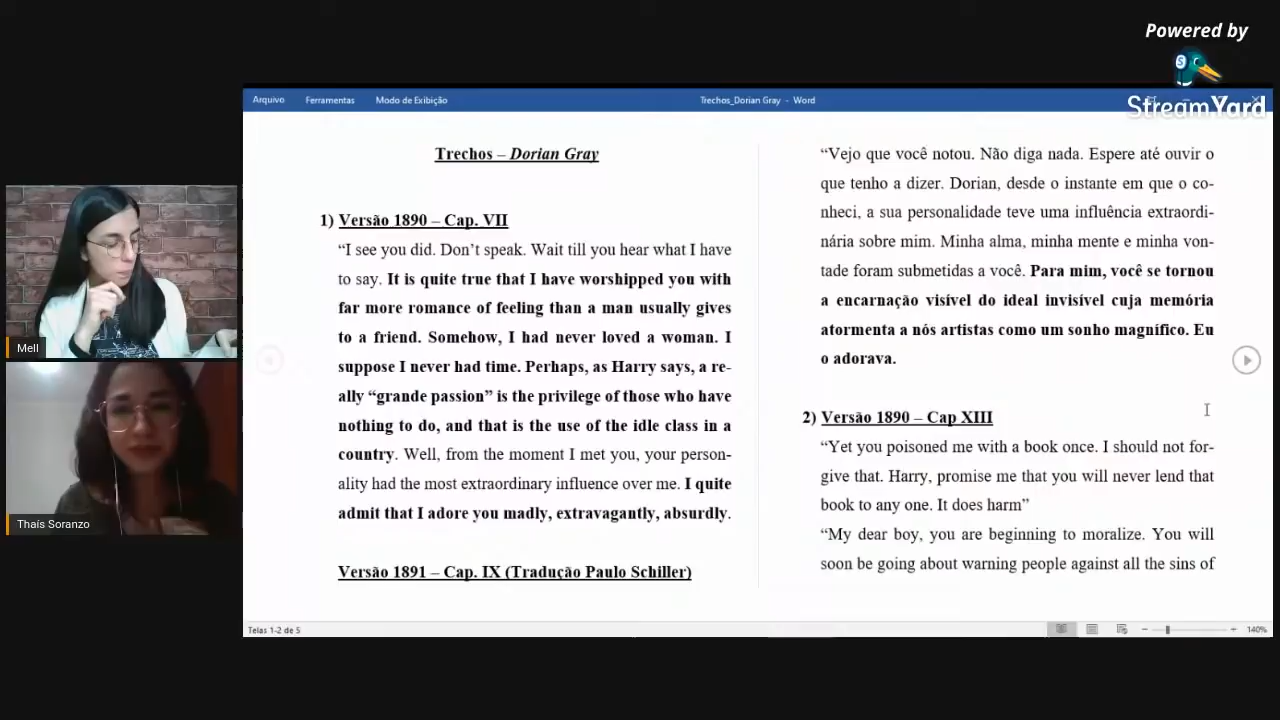 Powered by
StreamYard
Arquivo Ferramentas Modo de Exibição Trechos_Dorian Gray - Word
Trechos – Dorian Gray
1) Versão 1890 – Cap. VII
“I see you did. Don’t speak. Wait till you hear what I have
to say. It is quite true that I have worshipped you with
far more romance of feeling than a man usually gives
to a friend. Somehow, I had never loved a woman. I
suppose I never had time. Perhaps, as Harry says, a re-
ally “grande passion” is the privilege of those who have
nothing to do, and that is the use of the idle class in a
country. Well, from the moment I met you, your person-
ality had the most extraordinary influence over me. I quite
admit that I adore you madly, extravagantly, absurdly.
Versão 1891 – Cap. IX (Tradução Paulo Schiller)
“Vejo que você notou. Não diga nada. Espere até ouvir o
que tenho a dizer. Dorian, desde o instante em que o co-
nheci, a sua personalidade teve uma influência extraordi-
nária sobre mim. Minha alma, minha mente e minha von-
tade foram submetidas a você. Para mim, você se tornou
a encarnação visível do ideal invisível cuja memória
atormenta a nós artistas como um sonho magnífico. Eu
o adorava.
2) Versão 1890 – Cap XIII
“Yet you poisoned me with a book once. I should not for-
give that. Harry, promise me that you will never lend that
book to any one. It does harm”
“My dear boy, you are beginning to moralize. You will
soon be going about warning people against all the sins of
Telas 1-2 de 5
140%
Mell
Thaís Soranzo